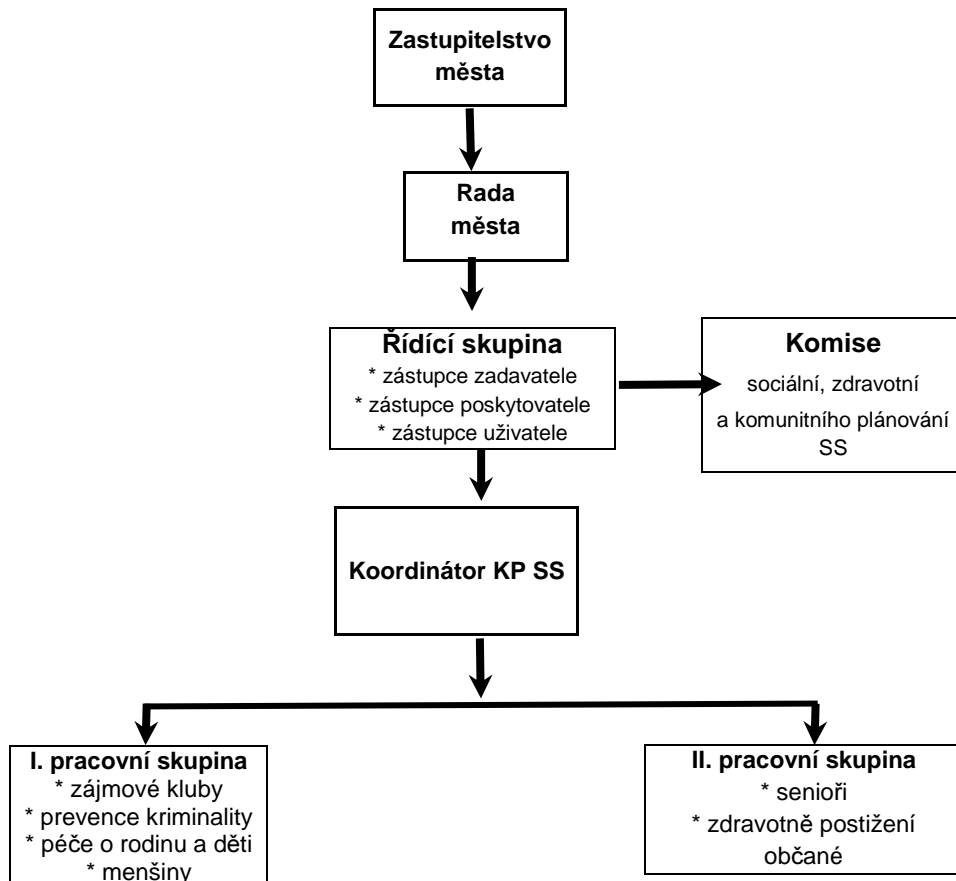 Zastupitelstvo
města
Rada
města
Řídící skupina
* zástupce zadavatele
* zástupce poskytovatele
* zástupce uživatele
Komise
sociální, zdravotní
a komunitního plánování
SS
Koordinátor KP SS
I. pracovní skupina
* zájmové kluby
* prevence kriminality
* péče o rodinu a děti
* menšiny
II. pracovní skupina
* senioři
* zdravotně postižení
občané